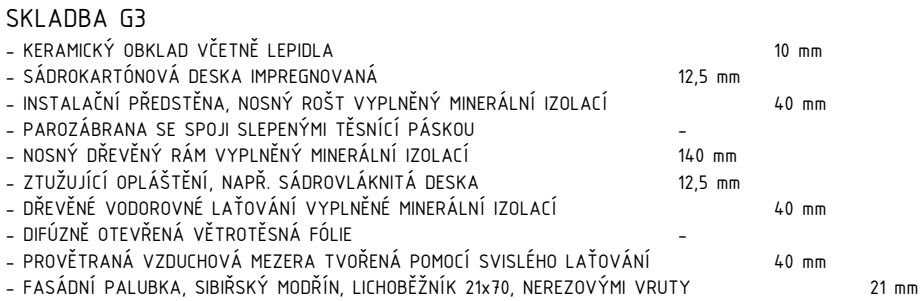 SKLADBA G3
- KERAMICKÝ OBKLAD VČETNĚ LEPIDLA 10 mm
- SÁDROKARTÓNOVÁ DESKA IMPREGNOVANÁ 12,5 mm
- INSTALAČNÍ PŘEDSTĚNA, NOSNÝ ROŠT VYPLNĚNÝ MINERÁLNÍ IZOLACÍ 40 mm
- PAROZÁBRANA SE SPOJI SLEPENÝMI TĚSNÍCÍ PÁSKOU -
- NOSNÝ DŘEVĚNÝ RÁM VYPLNĚNÝ MINERÁLNÍ IZOLACÍ 140 mm
- ZTUŽUJÍCÍ OPLÁŠTĚNÍ, NAPŘ. SÁDROVLÁKNITÁ DESKA 12,5 mm
- DŘEVĚNÉ VODOROVNÉ LAŤOVÁNÍ VYPLNĚNÉ MINERÁLNÍ IZOLACÍ 40 mm
- DIFÚZNĚ OTEVŘENÁ VĚTROTĚSNÁ FÓLIE -
- PROVĚTRANÁ VZDUCHOVÁ MEZERA TVOŘENÁ POMOCÍ SVISLÉHO LAŤOVÁNÍ 40 mm
- FASÁDNÍ PALUBKA, SIBIŘSKÝ MODŘÍN, LICHOBĚŽNÍK 21x70, NEREZOVÝMI VRUTY 21 mm